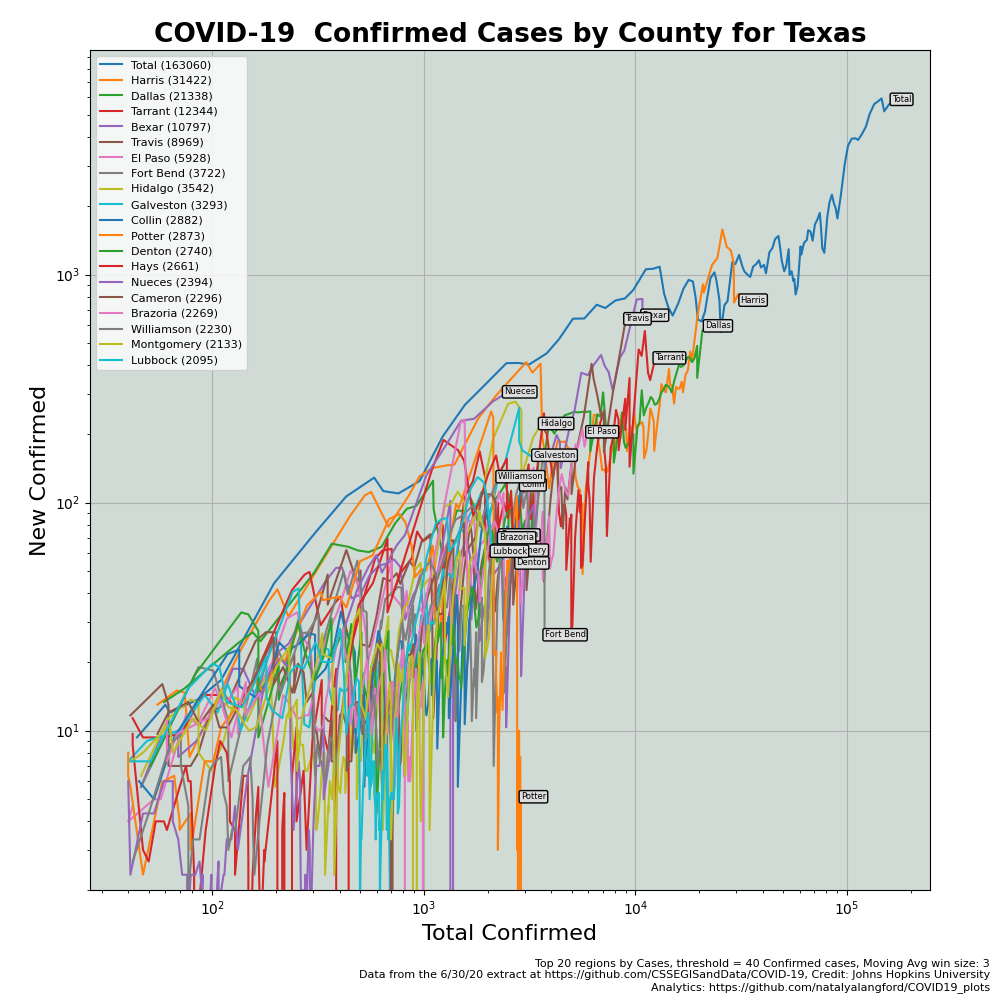 COVID-19  Confirmed Cases by County for Texas
Total (163060)
Harris (31422)
Dallas (21338)
Tarrant (12344)
Bexar (10797)
Travis (8969)
El Paso (5928)
Fort Bend (3722)
Hidalgo (3542)
Galveston (3293)
Collin (2882)
Potter (2873)
Denton (2740)
Hays (2661)
Nueces (2394)
Cameron (2296)
Brazoria (2269)
Williamson (2230)
Montgomery (2133)
Lubbock (2095)
Total
Harris
Travis
Dallas
Tarrant
Nueces
Hidalgo
El Paso
Galveston
Williamson
Collin
Brazoria
Lubbock
Denton
Fort Bend
Potter
10³
10²
10¹
New Confirmed
10² 10³ 10⁴ 10⁵
Total Confirmed
Top 20 regions by Cases, threshold = 40 Confirmed cases, Moving Avg win size: 3
Data from the 6/30/20 extract at https://github.com/CSSEGISandData/COVID-19, Credit: Johns Hopkins University
Analytics: https://github.com/natalyalangford/COVID19_plots